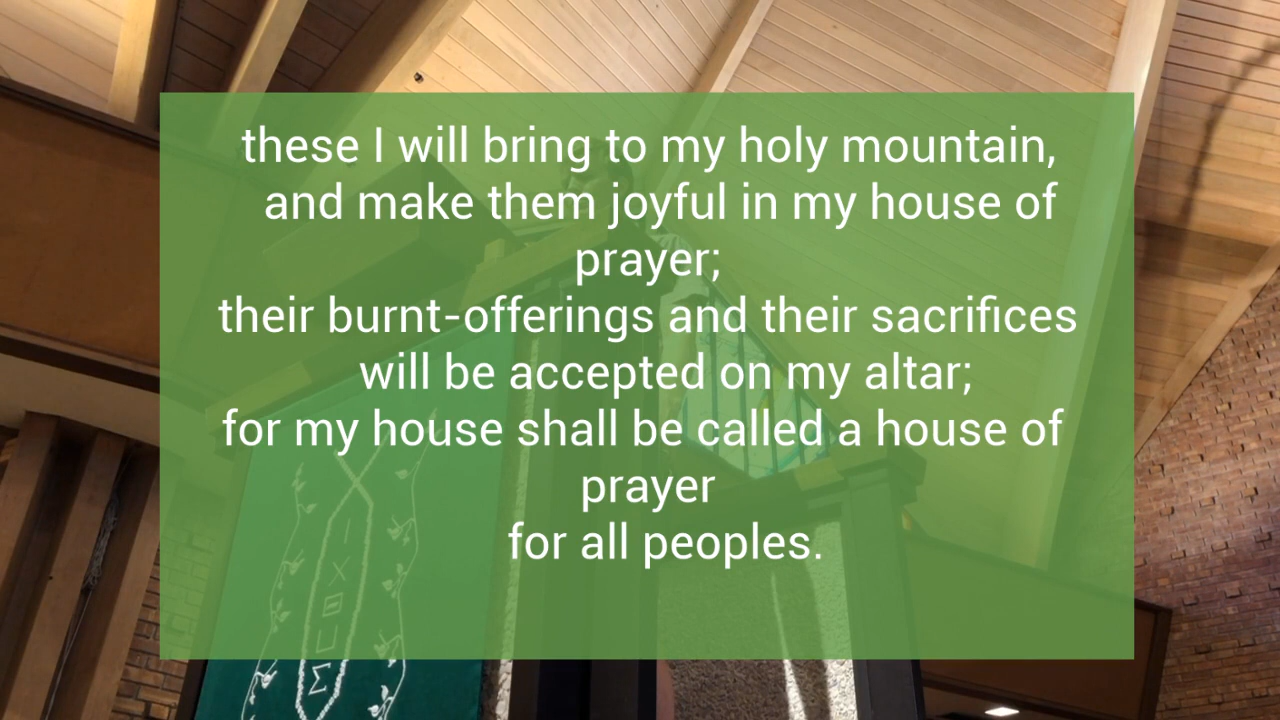 these I will bring to my holy mountain,
and make them joyful in my house of
prayer;
their burnt-offerings and their sacrifices
will be accepted on my altar;
for my house shall be called a house of
prayer
for all peoples.
Ι
Χ
Θ
Υ
Σ